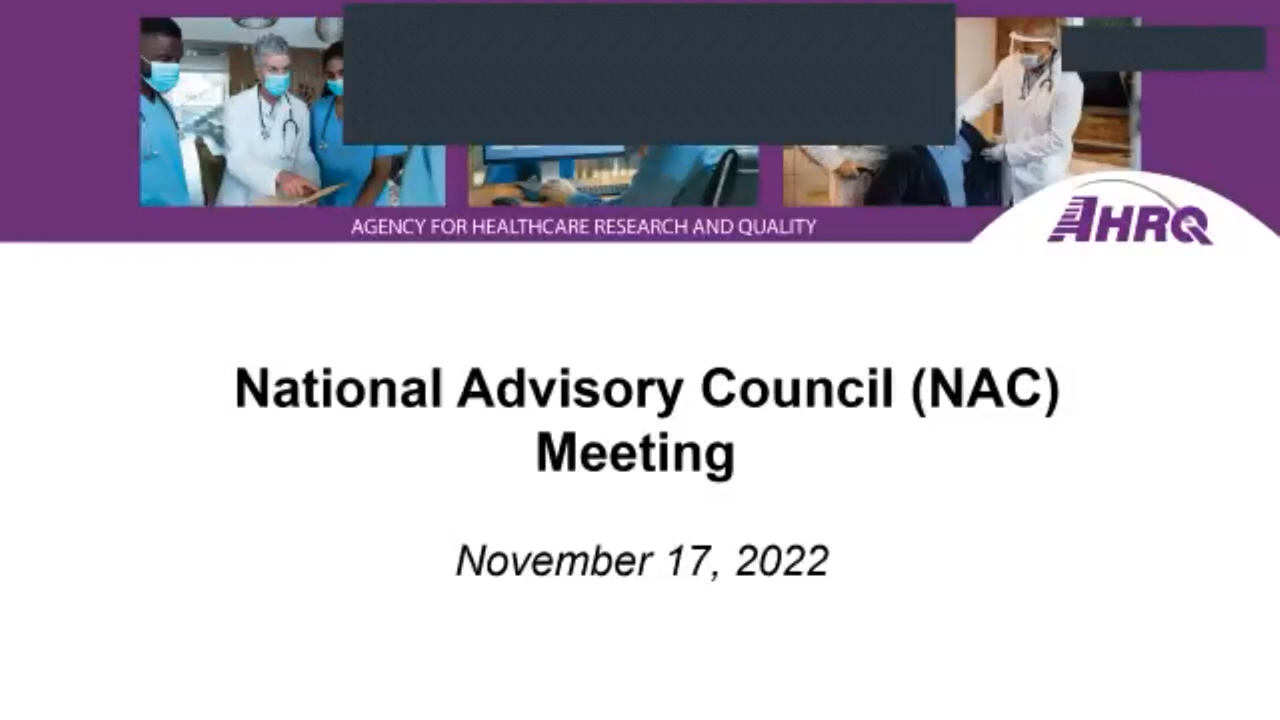 AGENCY FOR HEALTHCARE RESEARCH AND QUALITY
AHRQ
National Advisory Council (NAC)
Meeting
November 17, 2022